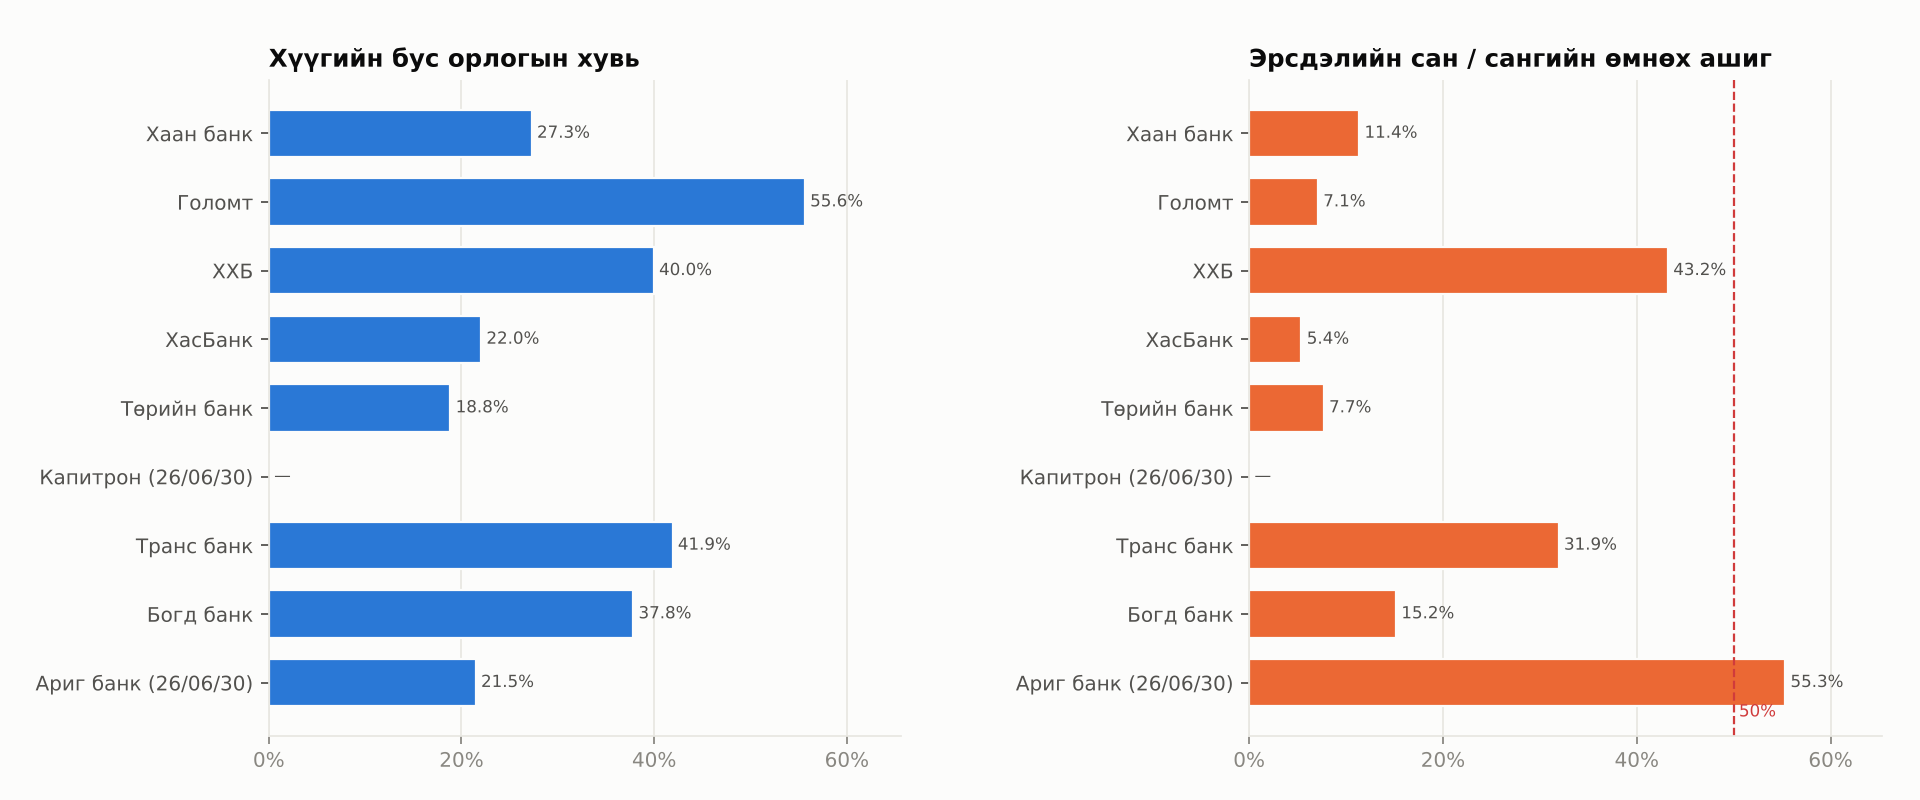 Хүүгийн бус орлогын хувь
Хаан банк 27.3%
Голомт 55.6%
ХХБ 40.0%
ХасБанк 22.0%
Төрийн банк 18.8%
Капитрон (26/06/30) —
Транс банк 41.9%
Богд банк 37.8%
Ариг банк (26/06/30) 21.5%
0% 20% 40% 60%
Эрсдэлийн сан / сангийн өмнөх ашиг
Хаан банк 11.4%
Голомт 7.1%
ХХБ 43.2%
ХасБанк 5.4%
Төрийн банк 7.7%
Капитрон (26/06/30) —
Транс банк 31.9%
Богд банк 15.2%
Ариг банк (26/06/30) 55.3%
50%
0% 20% 40% 60%